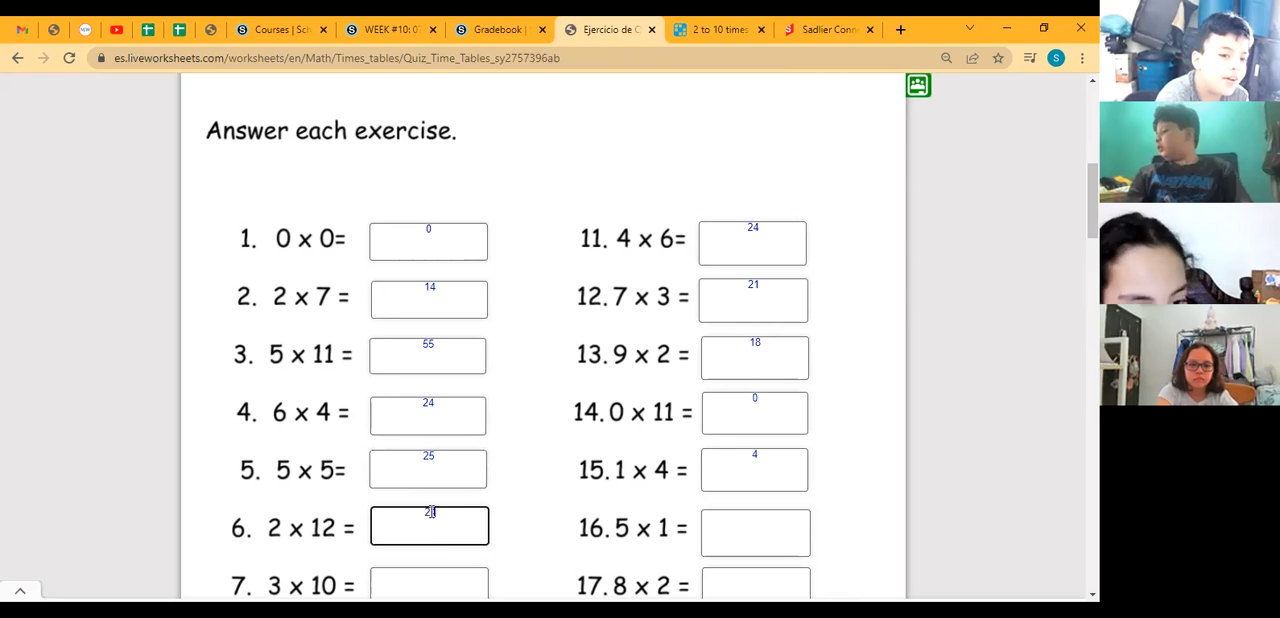 Courses | Sch
WEEK #10: 07
Gradebook |
Ejercicio de C
2 to 10 times
Sadlier Conne
es.liveworksheets.com/worksheets/en/Math/Times_tables/Quiz_Time_Tables_sy2757396ab
S
Answer each exercise.
1. 0 x 0= 0
2. 2 x 7 = 14
3. 5 x 11 = 55
4. 6 x 4 = 24
5. 5 x 5= 25
6. 2 x 12 =
7. 3 x 10 =
11. 4 x 6= 24
12. 7 x 3 = 21
13. 9 x 2 = 18
14. 0 x 11 = 0
15. 1 x 4 = 4
16. 5 x 1 =
17. 8 x 2 =